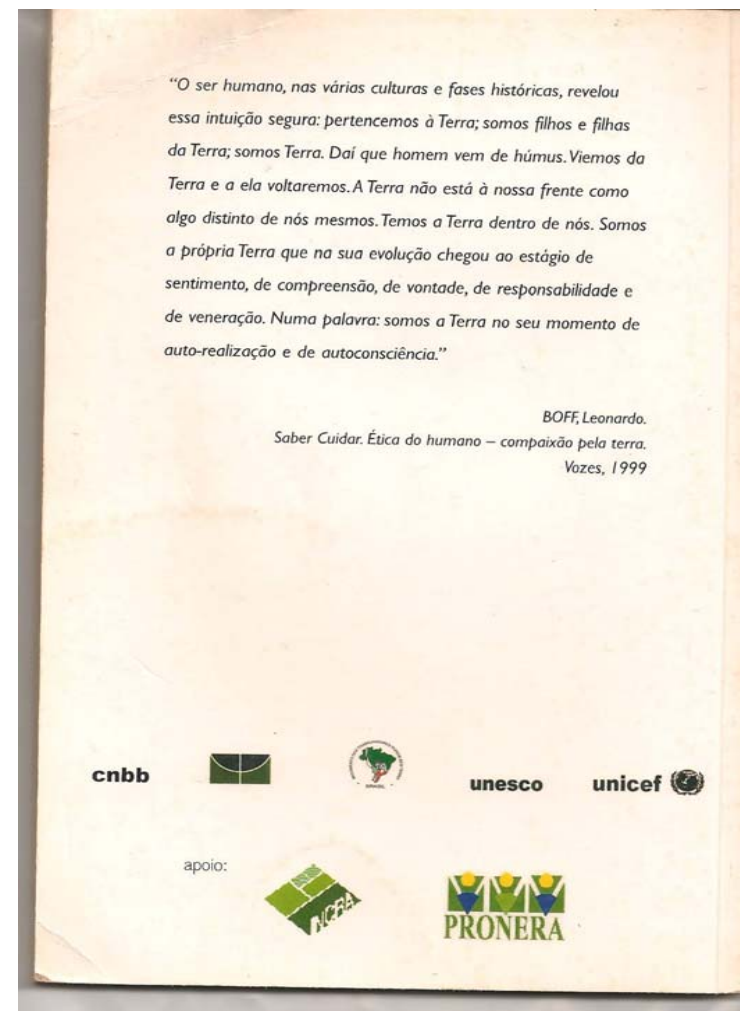 “O ser humano, nas várias culturas e fases históricas, revelou
essa intuição segura: pertencemos à Terra; somos filhos e filhas
da Terra; somos Terra. Daí que homem vem de húmus. Viemos da
Terra e a ela voltaremos. A Terra não está à nossa frente como
algo distinto de nós mesmos. Temos a Terra dentro de nós. Somos
a própria Terra que na sua evolução chegou ao estágio de
sentimento, de compreensão, de vontade, de responsabilidade e
de veneração. Numa palavra: somos a Terra no seu momento de
auto-realização e de autoconsciência.”
BOFF, Leonardo.
Saber Cuidar. Ética do humano – compaixão pela terra.
Vozes, 1999
cnbb
BRASIL
unesco
unicef
apoio:
INCRA
PRONERA